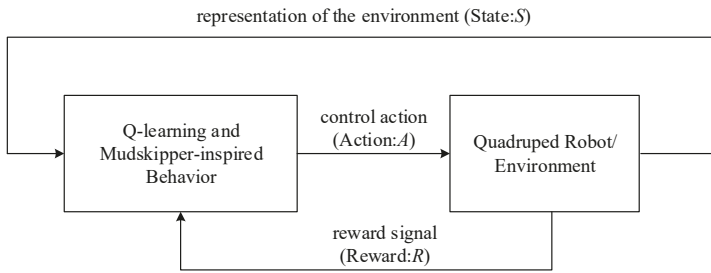 representation of the environment (State:S)
Q-learning and
Mudskipper-inspired
Behavior
control action
(Action:A)
Quadruped Robot/
Environment
reward signal
(Reward:R)